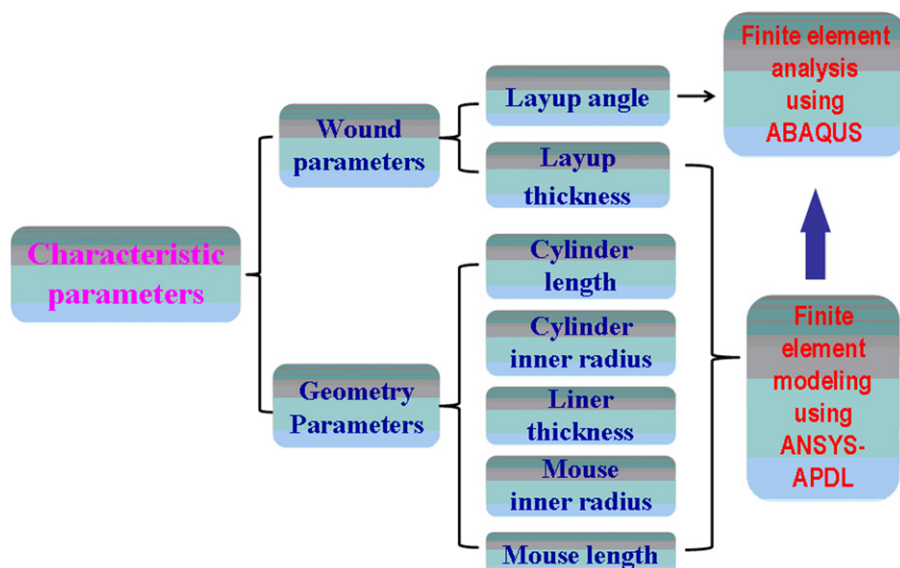 Characteristic
parameters
Wound
parameters
Geometry
Parameters
Layup angle
Layup
thickness
Cylinder
length
Cylinder
inner radius
Liner
thickness
Mouse
inner radius
Mouse length
Finite element
analysis
using
ABAQUS
Finite
element
modeling
using
ANSYS-
APDL